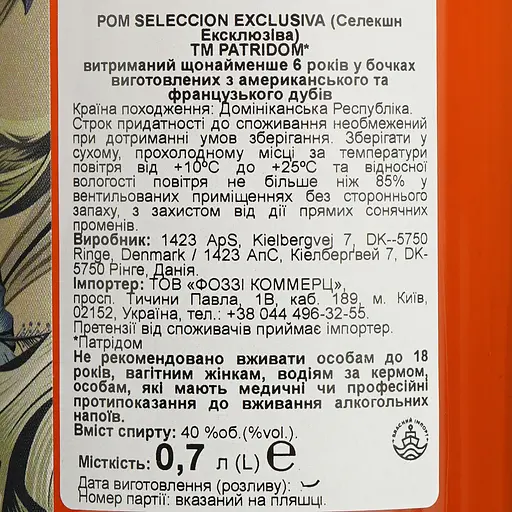 РОМ SELECCION EXCLUSIVA (Селекшн
Ексклюзіва)
ТМ PATRIDOM*
витриманий щонайменше 6 років у бочках
виготовлених з американського та
французького дубів
Країна походження: Домініканська Республіка.
Строк придатності до споживання необмежений
при дотриманні умов зберігання. Зберігати у
сухому, прохолодному місці за температури
повітря від +10ºС до +25ºС та відносної
вологості повітря не більше ніж 85% у
вентильованих приміщеннях без стороннього
запаху, з захистом від дії прямих сонячних
променів.
Виробник: 1423 ApS, Kielbergvej 7, DK--5750
Ringe, Denmark / 1423 АпС, Кіелбергвей 7, DK-
5750 Рінге, Данія.
Імпортер: ТОВ «ФОЗЗІ КОММЕРЦ»,
просп. Тичини Павла, 1В, каб. 189, м. Київ,
02152, Україна, тел.: +38 044 496-32-55.
Претензії від споживачів приймає імпортер.
*Патрідом
Не рекомендовано вживати особам до 18
років, вагітним жінкам, водіям за кермом,
особам, які мають медичні чи професійні
протипоказання до вживання алкогольних
напоїв.
Вміст спирту: 40 %об.(%vol.).
ВЛАСНИЙ ІМПОРТ
Місткість: 0,7 л (L) e
Дата виготовлення (розливу):
Номер партії: вказаний на пляшці.